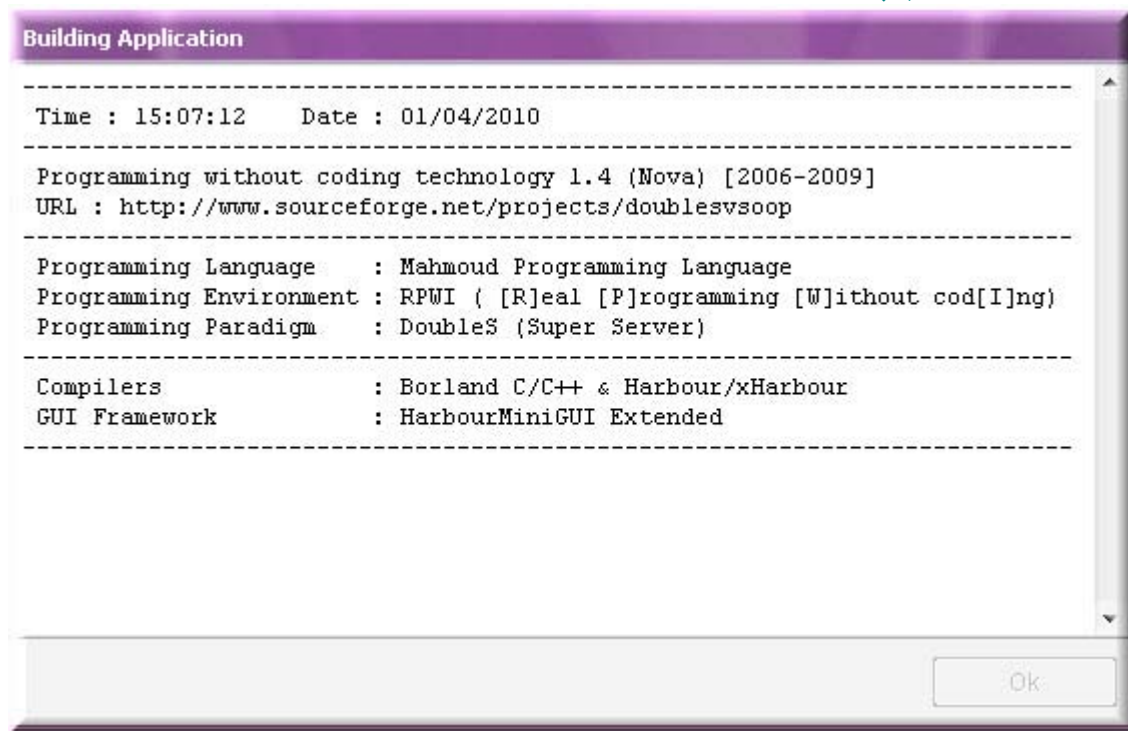 Building Application
Time : 15:07:12 Date : 01/04/2010
Programming without coding technology 1.4 (Nova) [2006-2009]
URL : http://www.sourceforge.net/projects/doublesvsoop
Programming Language : Mahmoud Programming Language
Programming Environment : RPWI ( [R]eal [P]rogramming [W]ithout cod[I]ng)
Programming Paradigm : DoubleS (Super Server)
Compilers : Borland C/C++ & Harbour/xHarbour
GUI Framework : HarbourMiniGUI Extended
Ok